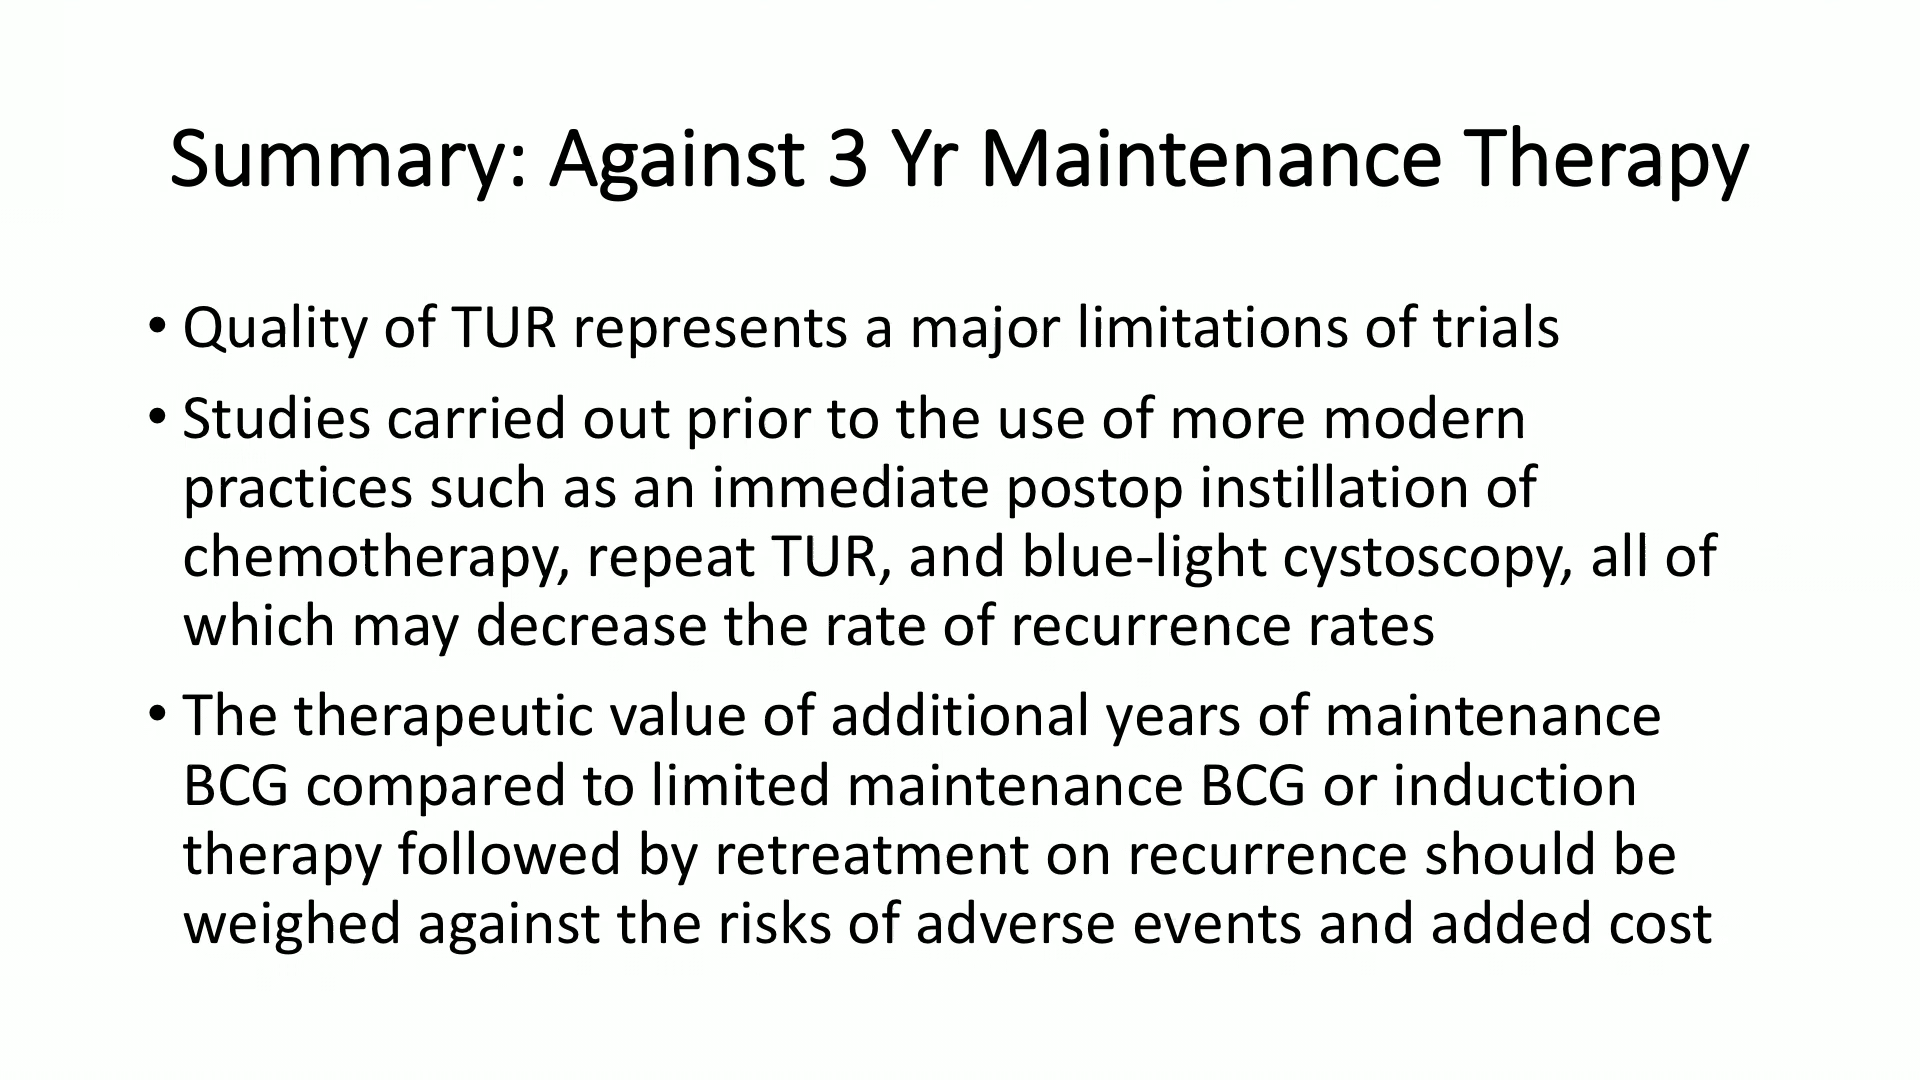 Summary: Against 3 Yr Maintenance Therapy
• Quality of TUR represents a major limitations of trials
• Studies carried out prior to the use of more modern
practices such as an immediate postop instillation of
chemotherapy, repeat TUR, and blue-light cystoscopy, all of
which may decrease the rate of recurrence rates
• The therapeutic value of additional years of maintenance
BCG compared to limited maintenance BCG or induction
therapy followed by retreatment on recurrence should be
weighed against the risks of adverse events and added cost